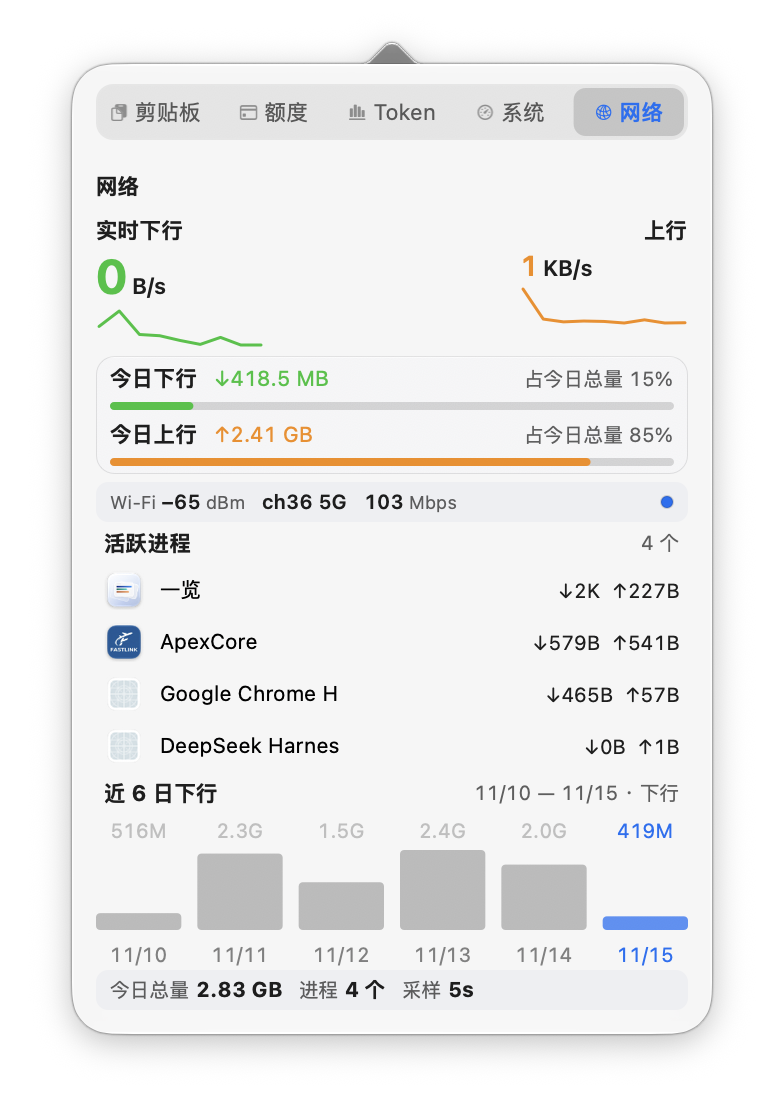 剪贴板 额度 Token 系统 网络
网络
实时下行 上行
0 B/s 1 KB/s
今日下行 ↓418.5 MB 占今日总量 15%
今日上行 ↑2.41 GB 占今日总量 85%
Wi-Fi −65 dBm ch36 5G 103 Mbps
活跃进程 4 个
一览 ↓2K ↑227B
FASTLINK ApexCore ↓579B ↑541B
Google Chrome H ↓465B ↑57B
DeepSeek Harnes ↓0B ↑1B
近 6 日下行 11/10 — 11/15 · 下行
516M 2.3G 1.5G 2.4G 2.0G 419M
11/10 11/11 11/12 11/13 11/14 11/15
今日总量 2.83 GB 进程 4 个 采样 5s